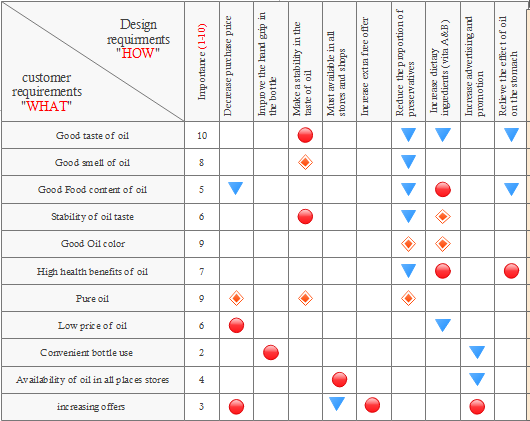 Design
requirments
"HOW"
customer
requirements
"WHAT"
Importance (1-10)
Decrease purchase price
Improve the hand grip in
the bottle
Make a stability in the
taste of oil
Must available in all
stores and shops
Increase extra free offer
Reduce the proportion of
preservatives
Increase dietary
ingredients (vita A&B)
Increase advertising and
promotion
Relieve the effect of oil
on the stomach
Good taste of oil 10
Good smell of oil 8
Good Food content of oil 5
Stability of oil taste 6
Good Oil color 9
High health benefits of oil 7
Pure oil 9
Low price of oil 6
Convenient bottle use 2
Availability of oil in all places stores 4
increasing offers 3